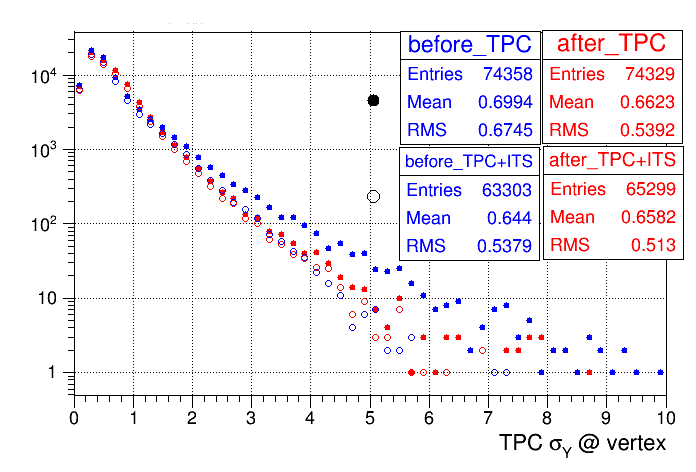 before_TPC
Entries 74358
Mean 0.6994
RMS 0.6745
after_TPC
Entries 74329
Mean 0.6623
RMS 0.5392
before_TPC+ITS
Entries 63303
Mean 0.644
RMS 0.5379
after_TPC+ITS
Entries 65299
Mean 0.6582
RMS 0.513
10⁴
10³
10²
10
1
0 1 2 3 4 5 6 7 8 9 10
TPC σ_Y @ vertex